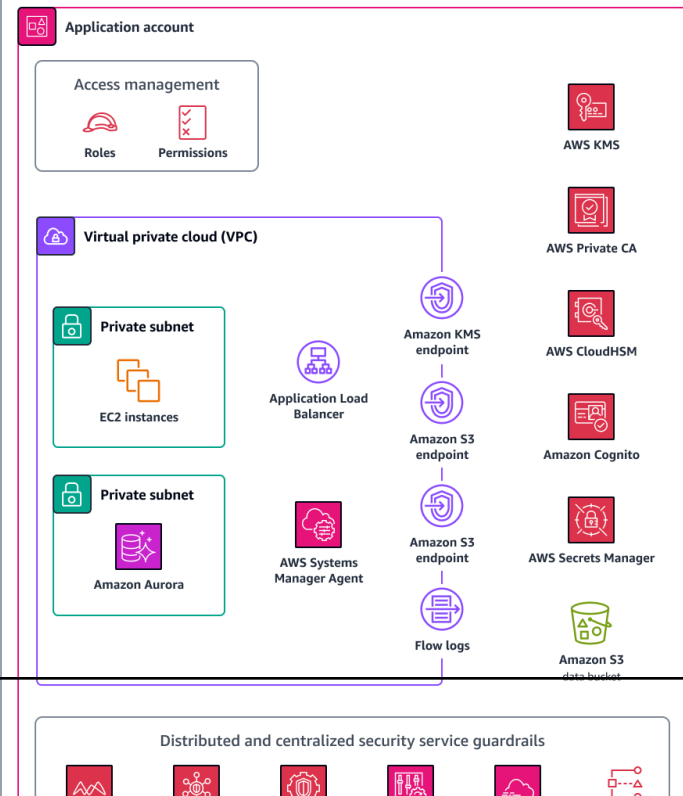 Application account
Access management
Roles
Permissions
AWS KMS
AWS Private CA
Virtual private cloud (VPC)
Private subnet
EC2 instances
Application Load
Balancer
Amazon KMS
endpoint
AWS CloudHSM
Amazon S3
endpoint
Amazon Cognito
Private subnet
Amazon Aurora
AWS Systems
Manager Agent
Amazon S3
endpoint
AWS Secrets Manager
Flow logs
Amazon S3
data bucket
Distributed and centralized security service guardrails